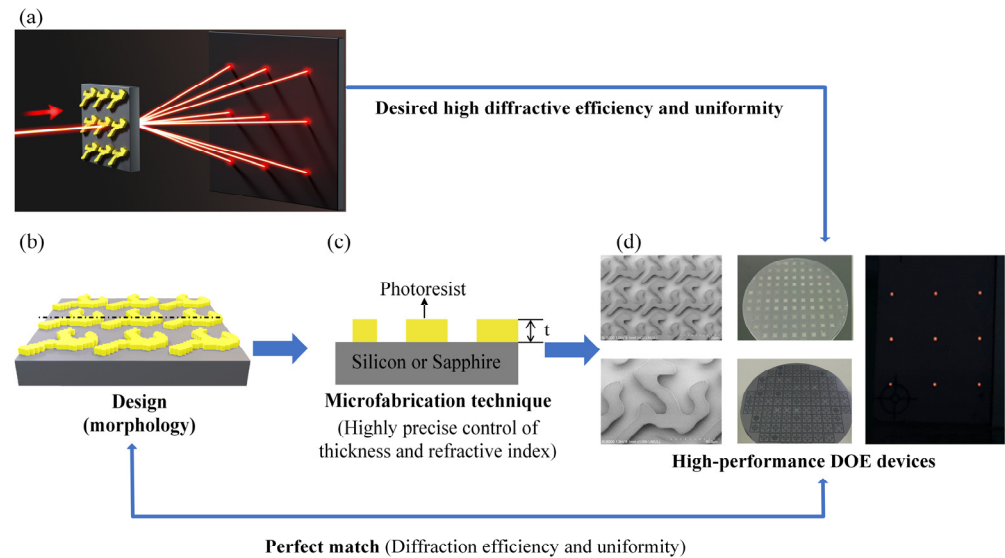 (a)
Desired high diffractive efficiency and uniformity
(b)
(c)
(d)
Photoresist
t
Silicon or Sapphire
Design
(morphology)
Microfabrication technique
(Highly precise control of
thickness and refractive index)
High-performance DOE devices
Perfect match (Diffraction efficiency and uniformity)